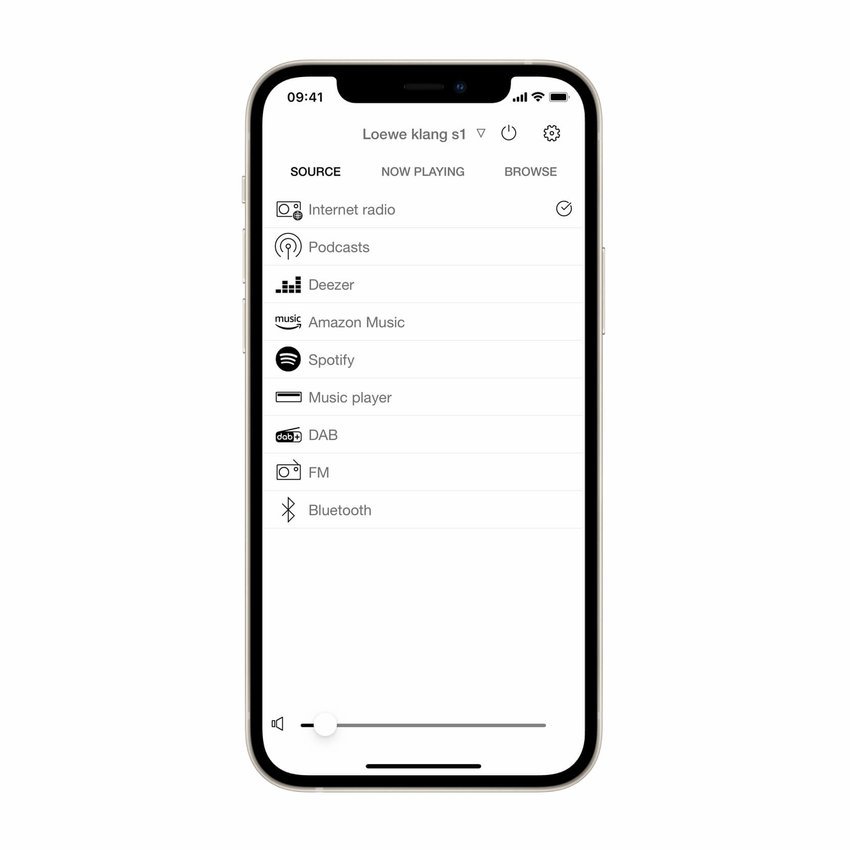 09:41
Loewe klang s1
SOURCE NOW PLAYING BROWSE
Internet radio
Podcasts
Deezer
music Amazon Music
Spotify
Music player
dab+ DAB
FM
Bluetooth